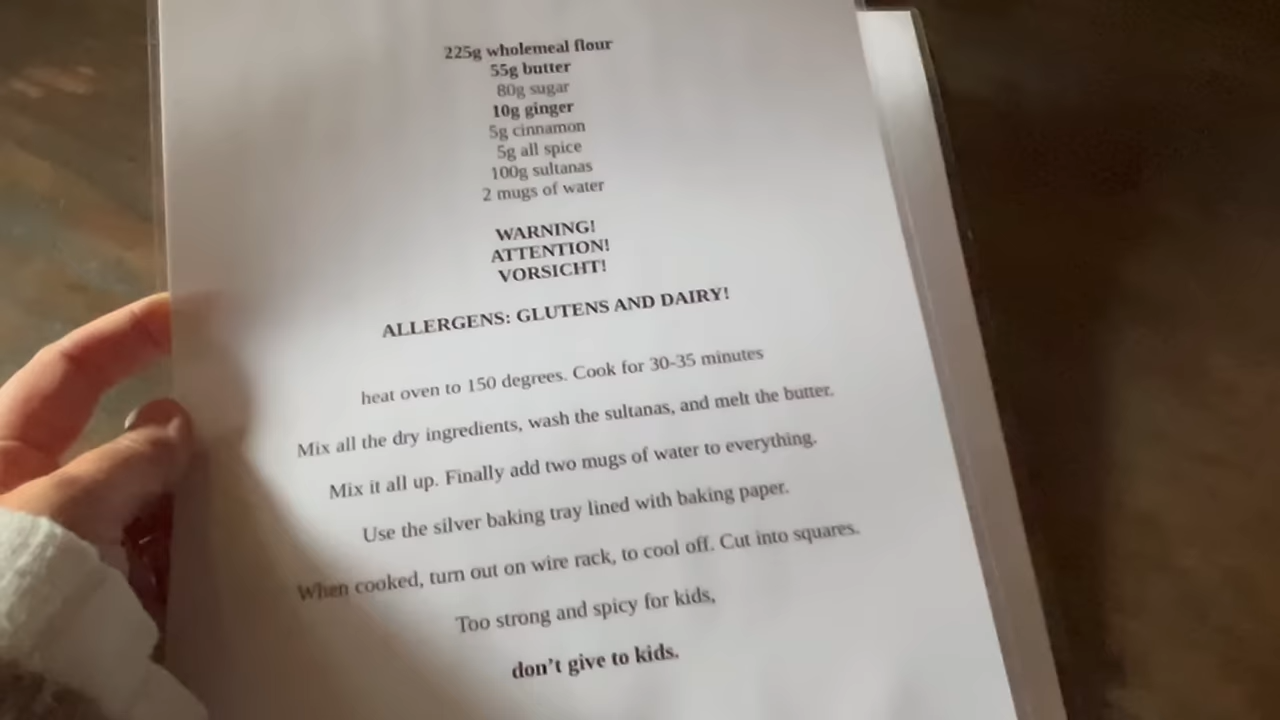 225g wholemeal flour
55g butter
80g sugar
10g ginger
5g cinnamon
5g all spice
100g sultanas
2 mugs of water
WARNING!
ATTENTION!
VORSICHT!
ALLERGENS: GLUTENS AND DAIRY!
heat oven to 150 degrees. Cook for 30-35 minutes
Mix all the dry ingredients, wash the sultanas, and melt the butter.
Mix it all up. Finally add two mugs of water to everything.
Use the silver baking tray lined with baking paper.
When cooked, turn out on wire rack, to cool off. Cut into squares.
Too strong and spicy for kids,
don’t give to kids.